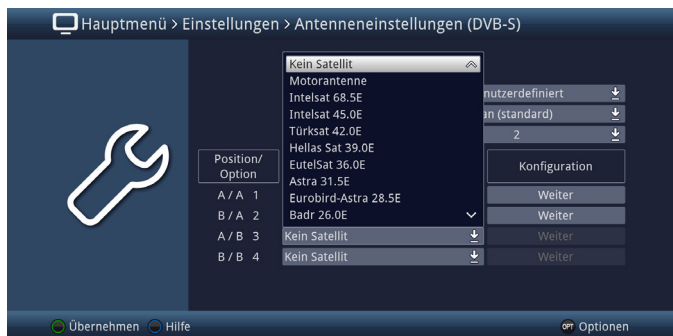 Hauptmenü > Einstellungen > Antenneneinstellungen (DVB-S)
Kein Satellit
Motorantenne
Intelsat 68.5E
Intelsat 45.0E
Türksat 42.0E
Hellas Sat 39.0E
EutelSat 36.0E
Astra 31.5E
Eurobird-Astra 28.5E
Badr 26.0E
nutzerdefiniert
an (standard)
2
Position/
Option
Konfiguration
A / A 1
Weiter
B / A 2
Weiter
A / B 3 Kein Satellit Weiter
B / B 4 Kein Satellit Weiter
Übernehmen Hilfe OPT Optionen